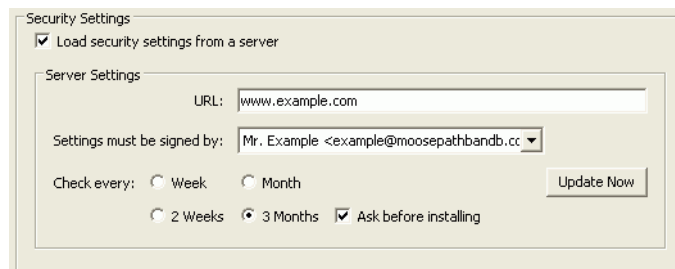 Security Settings
Load security settings from a server
Server Settings
URL: www.example.com
Settings must be signed by: Mr. Example <example@moosepathbandb.cc
Check every: Week Month Update Now
2 Weeks 3 Months Ask before installing